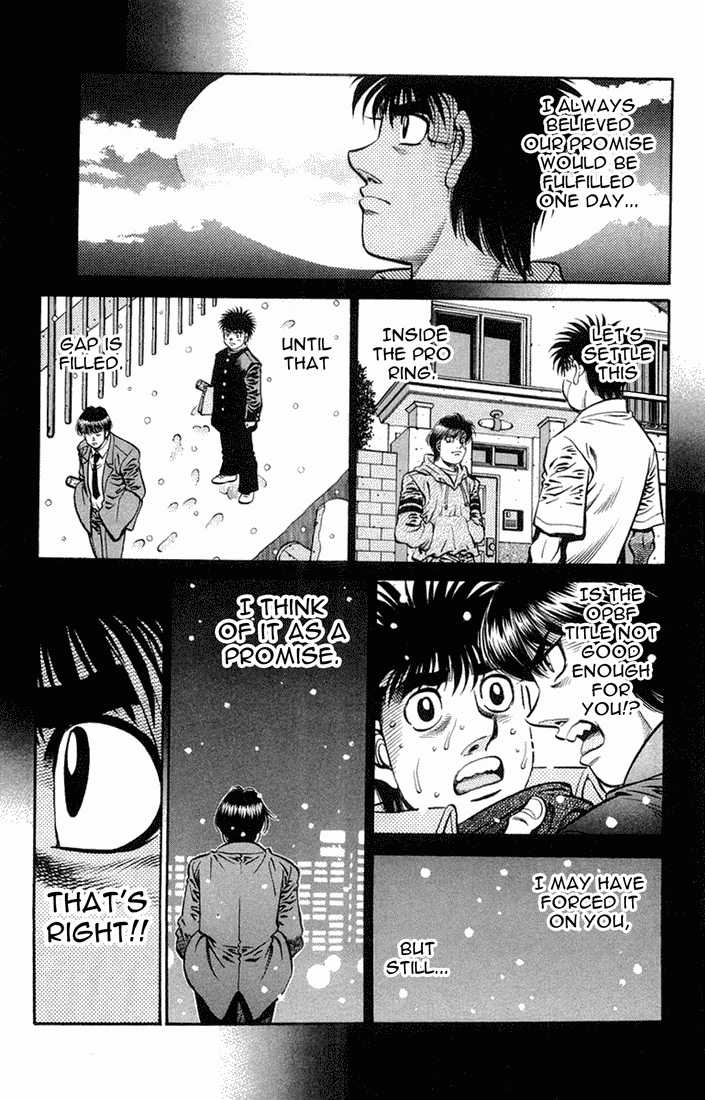 I ALWAYS
BELIEVED
OUR PROMISE
WOULD BE
FULFILLED
ONE DAY...
LET'S
SETTLE
THIS
INSIDE
THE PRO
RING.
UNTIL
THAT
GAP IS
FILLED.
IS THE
OPBF
TITLE NOT
GOOD
ENOUGH
FOR
YOU!?
I MAY HAVE
FORCED IT
ON YOU,
BUT
STILL...
I THINK
OF IT AS A
PROMISE.
THAT'S
RIGHT!!